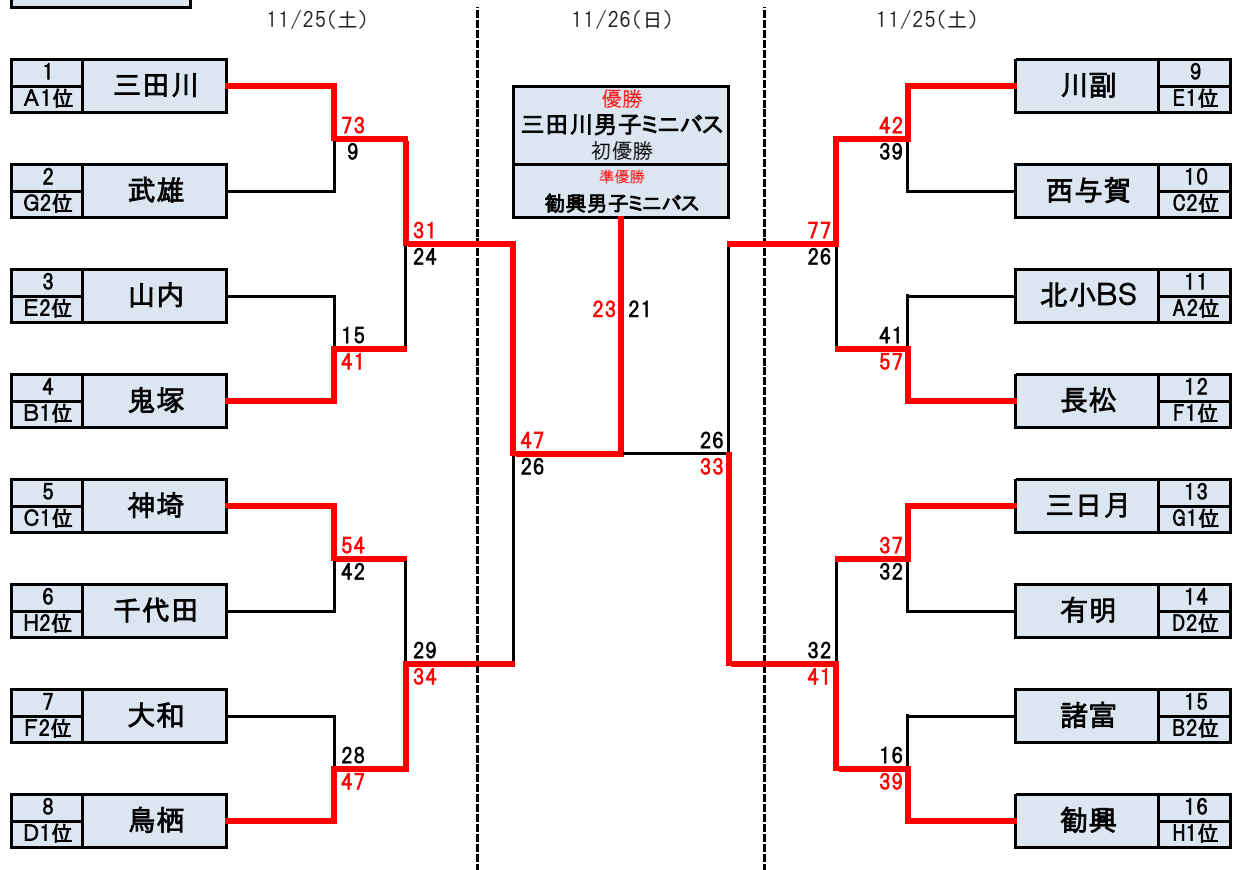 11/25(土)
11/26(日)
11/25(土)
1
A1位
三田川
2
G2位
武雄
3
E2位
山内
4
B1位
鬼塚
5
C1位
神埼
6
H2位
千代田
7
F2位
大和
8
D1位
鳥栖
73
9
15
41
54
42
28
47
31
24
29
34
47
26
優勝
三田川男子ミニバス
初優勝
準優勝
勧興男子ミニバス
23 21
26
33
77
26
32
41
42
39
41
57
37
32
16
39
川副
9
E1位
西与賀
10
C2位
北小BS
11
A2位
長松
12
F1位
三日月
13
G1位
有明
14
D2位
諸富
15
B2位
勧興
16
H1位